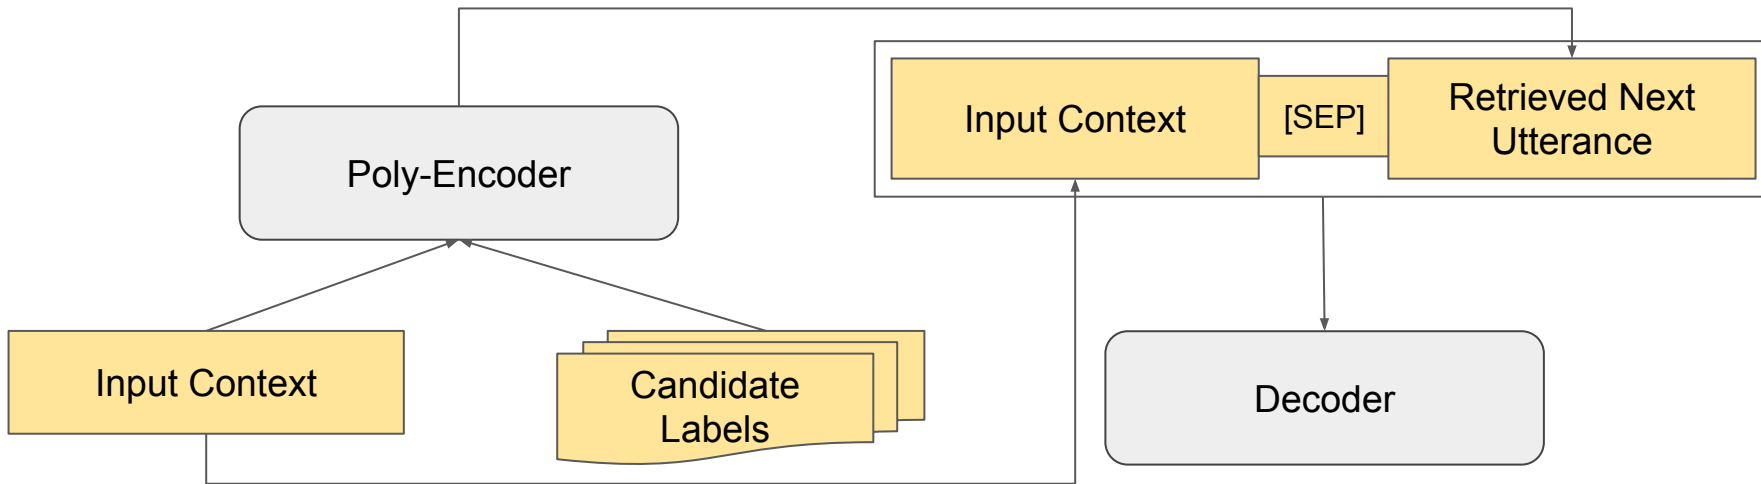 Input Context
[SEP]
Retrieved Next
Utterance
Poly-Encoder
Input Context
Candidate
Labels
Decoder